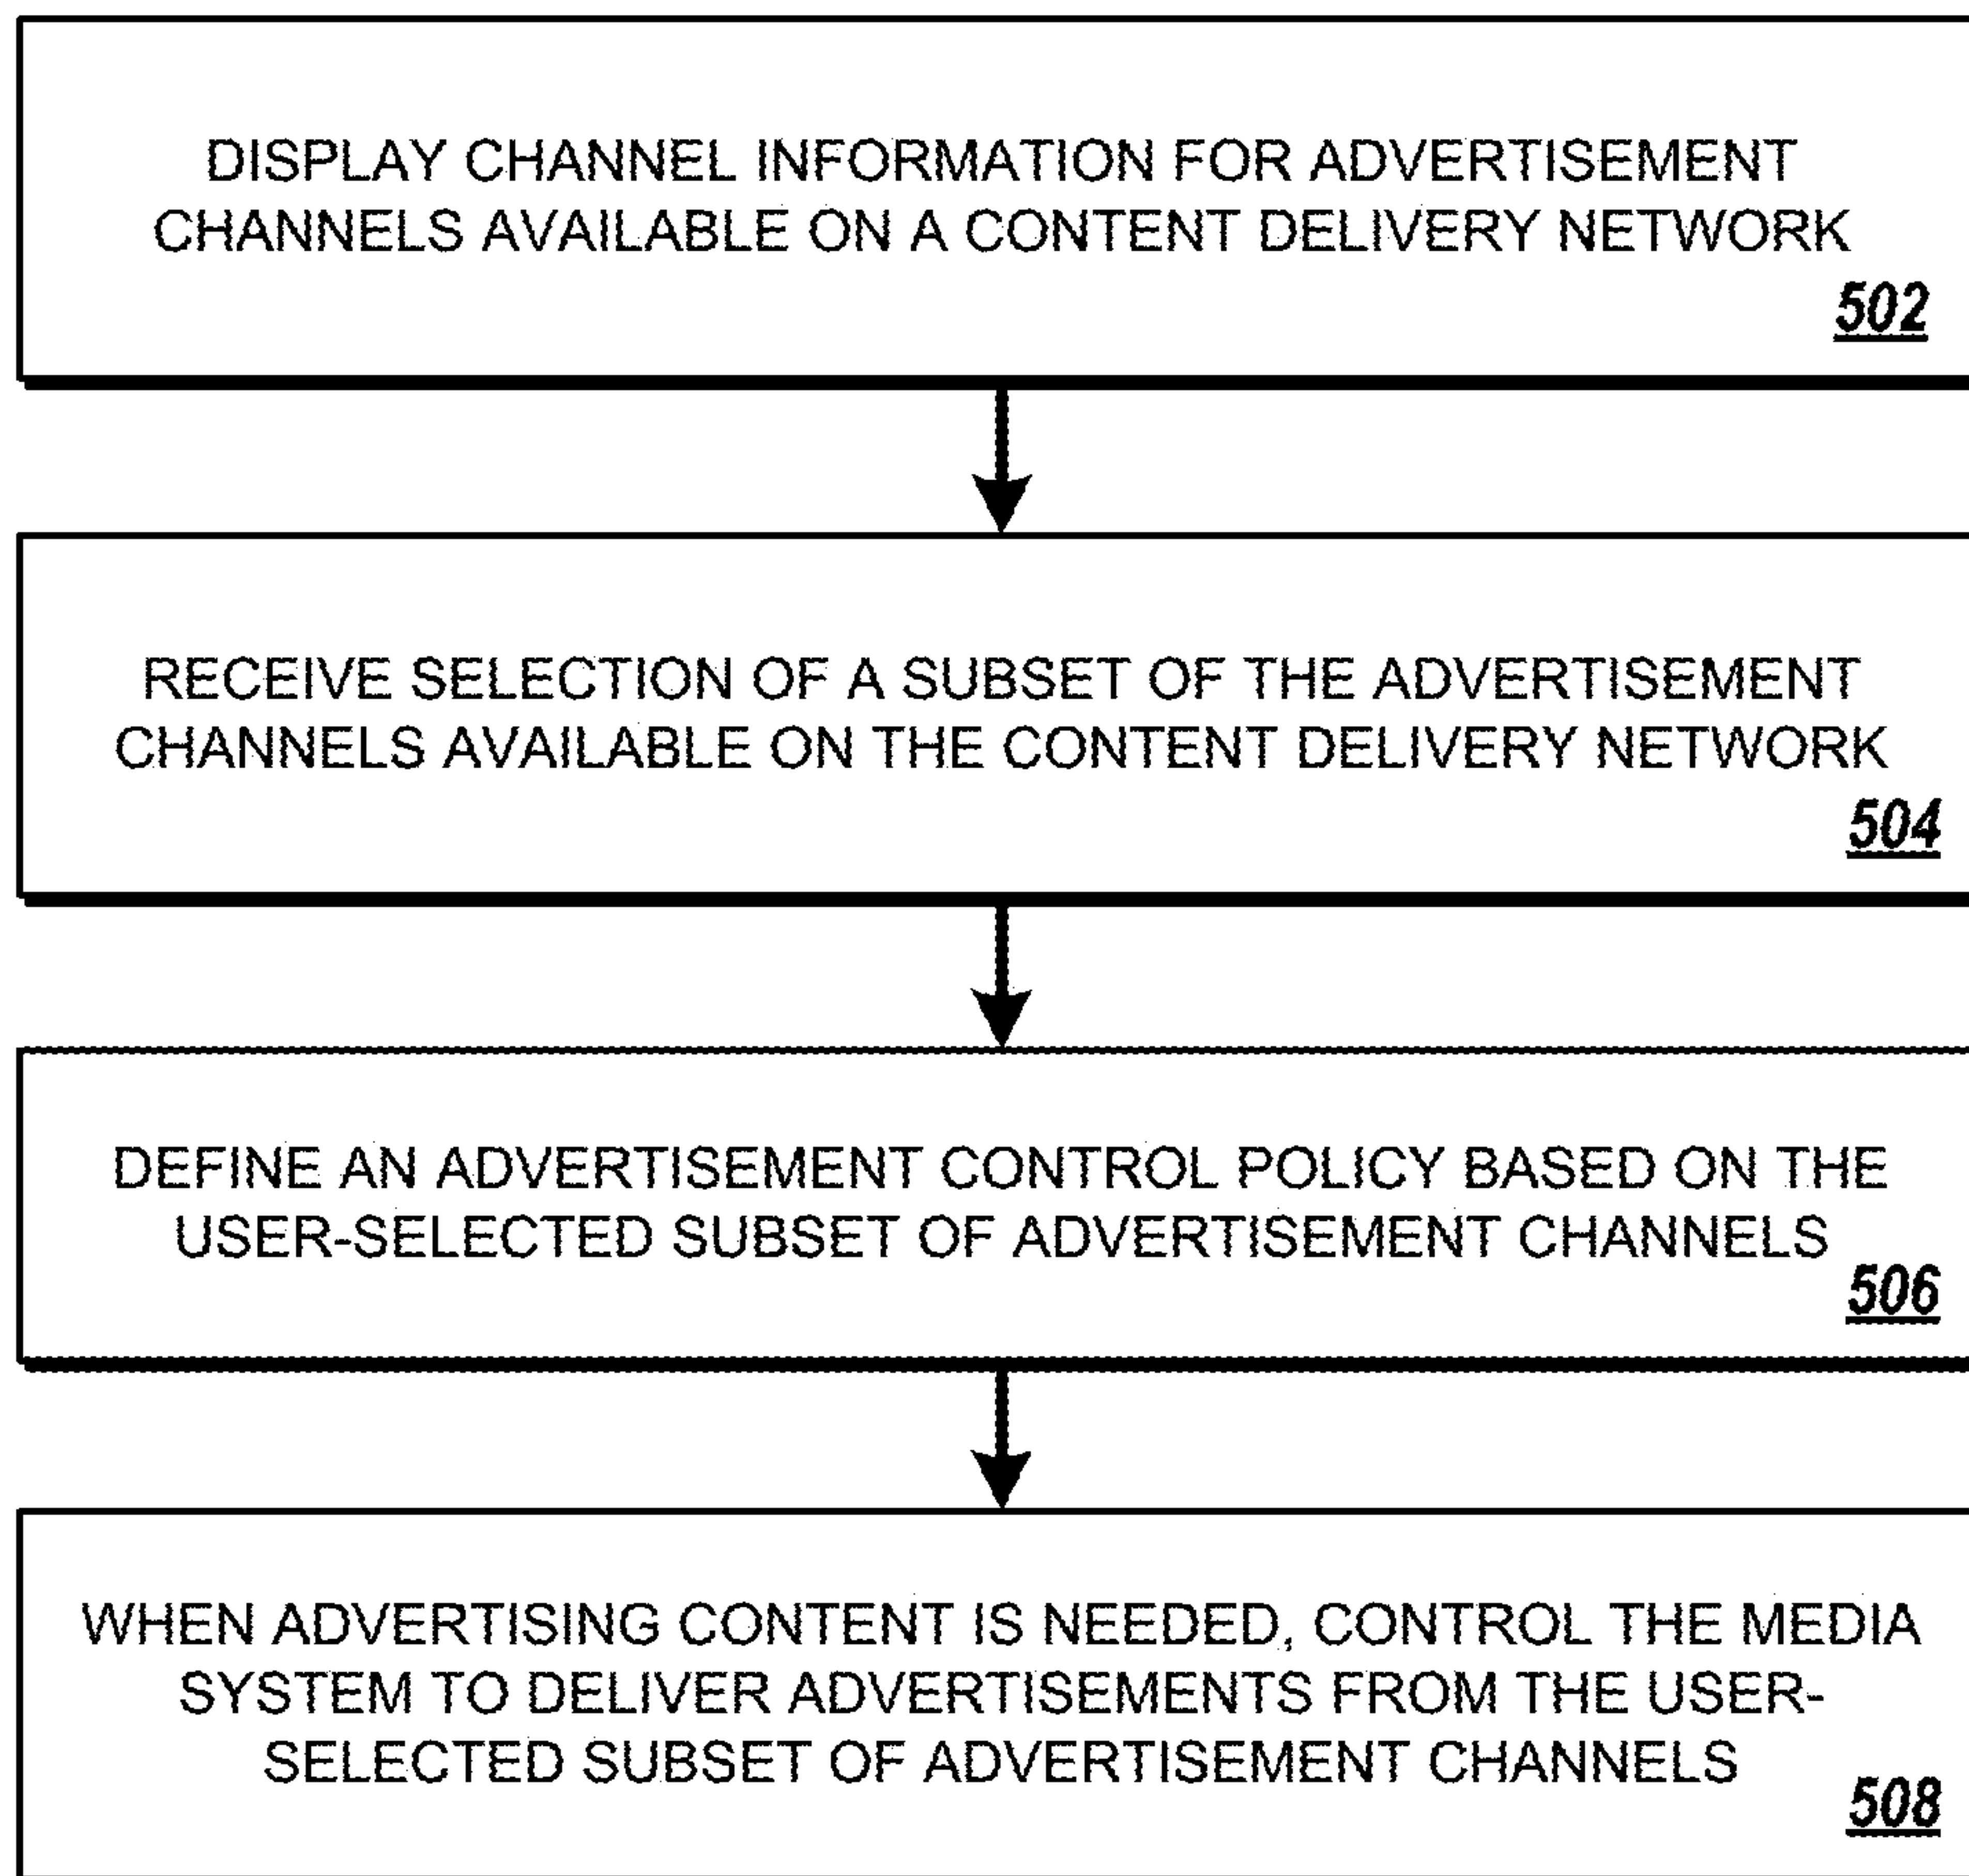 DISPLAY CHANNEL INFORMATION FOR ADVERTISEMENT
CHANNELS AVAILABLE ON A CONTENT DELIVERY NETWORK
502
RECEIVE SELECTION OF A SUBSET OF THE ADVERTISEMENT
CHANNELS AVAILABLE ON THE CONTENT DELIVERY NETWORK
504
DEFINE AN ADVERTISEMENT CONTROL POLICY BASED ON THE
USER-SELECTED SUBSET OF ADVERTISEMENT CHANNELS
506
WHEN ADVERTISING CONTENT IS NEEDED, CONTROL THE MEDIA
SYSTEM TO DELIVER ADVERTISEMENTS FROM THE USER-
SELECTED SUBSET OF ADVERTISEMENT CHANNELS
508